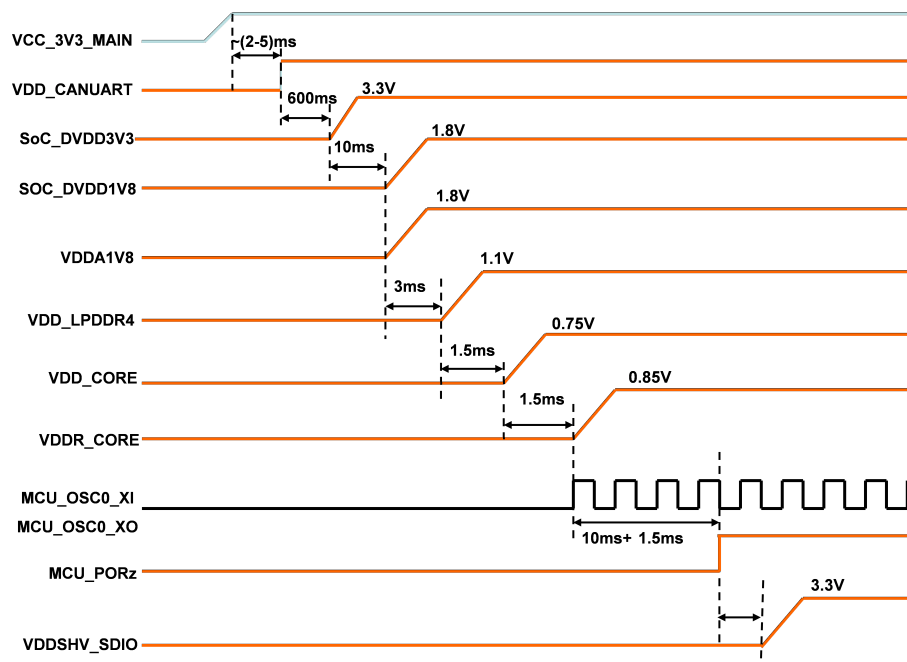 VCC_3V3_MAIN
~(2-5)ms
VDD_CANUART
600ms
3.3V
SoC_DVDD3V3
10ms
1.8V
SOC_DVDD1V8
1.8V
VDDA1V8
3ms
1.1V
VDD_LPDDR4
1.5ms
0.75V
VDD_CORE
1.5ms
0.85V
VDDR_CORE
MCU_OSC0_XI
MCU_OSC0_XO
10ms+ 1.5ms
MCU_PORz
3.3V
VDDSHV_SDIO